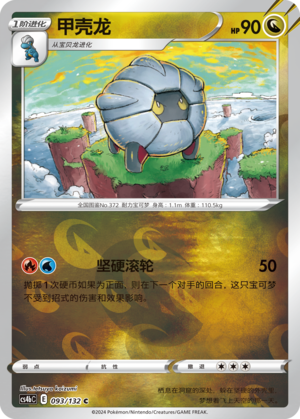 1阶进化
甲壳龙
HP90
从宝贝龙进化
全国图鉴No.372 耐力宝可梦 身高:1.1m 体重:110.5kg
坚硬滚轮 50
抛掷1次硬币如果为正面,则在下一个对手的回合,这只宝可梦
不受到招式的伤害和效果影响。
弱点 抵抗力 撤退
Illus.tetsuya koizumi
cs4bC E 093/132 C
©2024 Pokémon/Nintendo/Creatures/GAME FREAK.